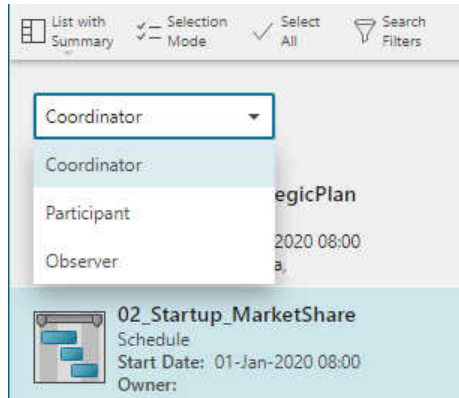 List with
Summary
Selection
Mode
Select
All
Search
Filters
Coordinator
Coordinator
Participant
Observer
egicPlan
2020 08:00
a,
02_Startup_MarketShare
Schedule
Start Date: 01-Jan-2020 08:00
Owner: